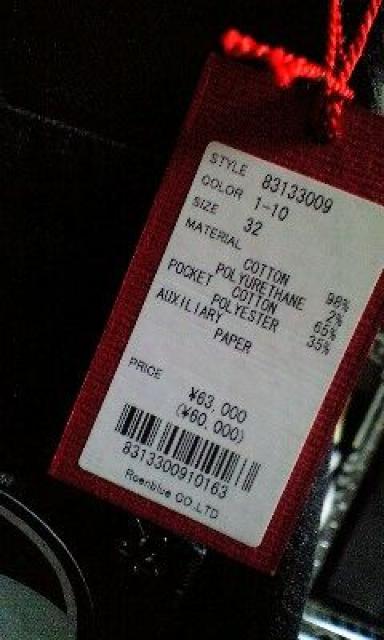 STYLE 83133009
COLOR 1-10
SIZE 32
MATERIAL
COTTON 98%
POLYURETHANE 2%
POCKET COTTON 65%
POLYESTER 35%
AUXILIARY
PAPER
PRICE
¥63,000
(¥60,000)
8313300910163
Roenblue CO.,LTD